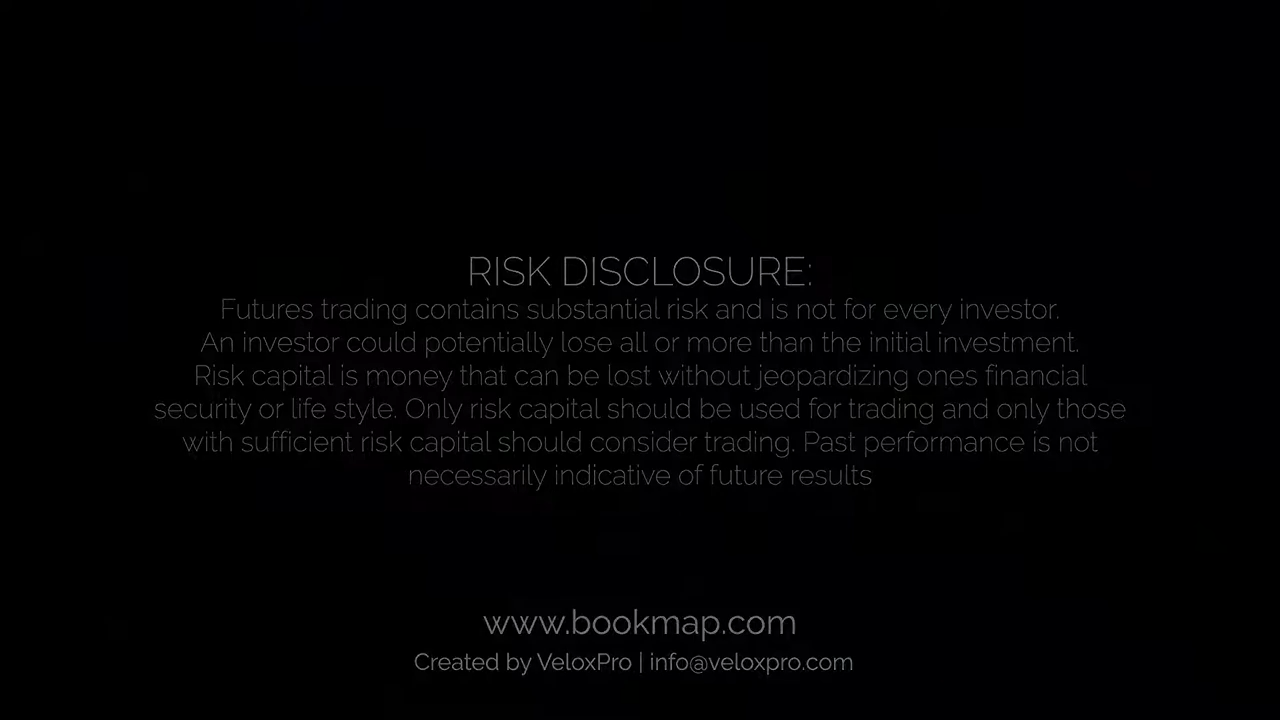 RISK DISCLOSURE:
Futures trading contains substantial risk and is not for every investor.
An investor could potentially lose all or more than the initial investment.
Risk capital is money that can be lost without jeopardizing ones financial
security or life style. Only risk capital should be used for trading and only those
with sufficient risk capital should consider trading. Past performance is not
necessarily indicative of future results
www.bookmap.com
Created by VeloxPro | info@veloxpro.com